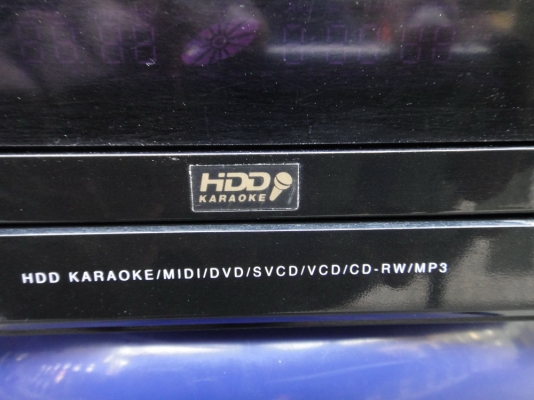 HDD
KARAOKE
HDD KARAOKE/MIDI/DVD/SVCD/VCD/CD-RW/MP3